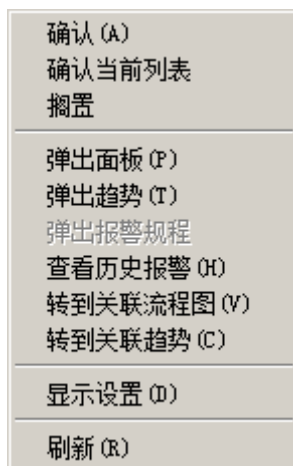 确认(A)
确认当前列表
搁置
弹出面板(P)
弹出趋势(T)
弹出报警规程
查看历史报警(H)
转到关联流程图(V)
转到关联趋势(C)
显示设置(D)
刷新(R)